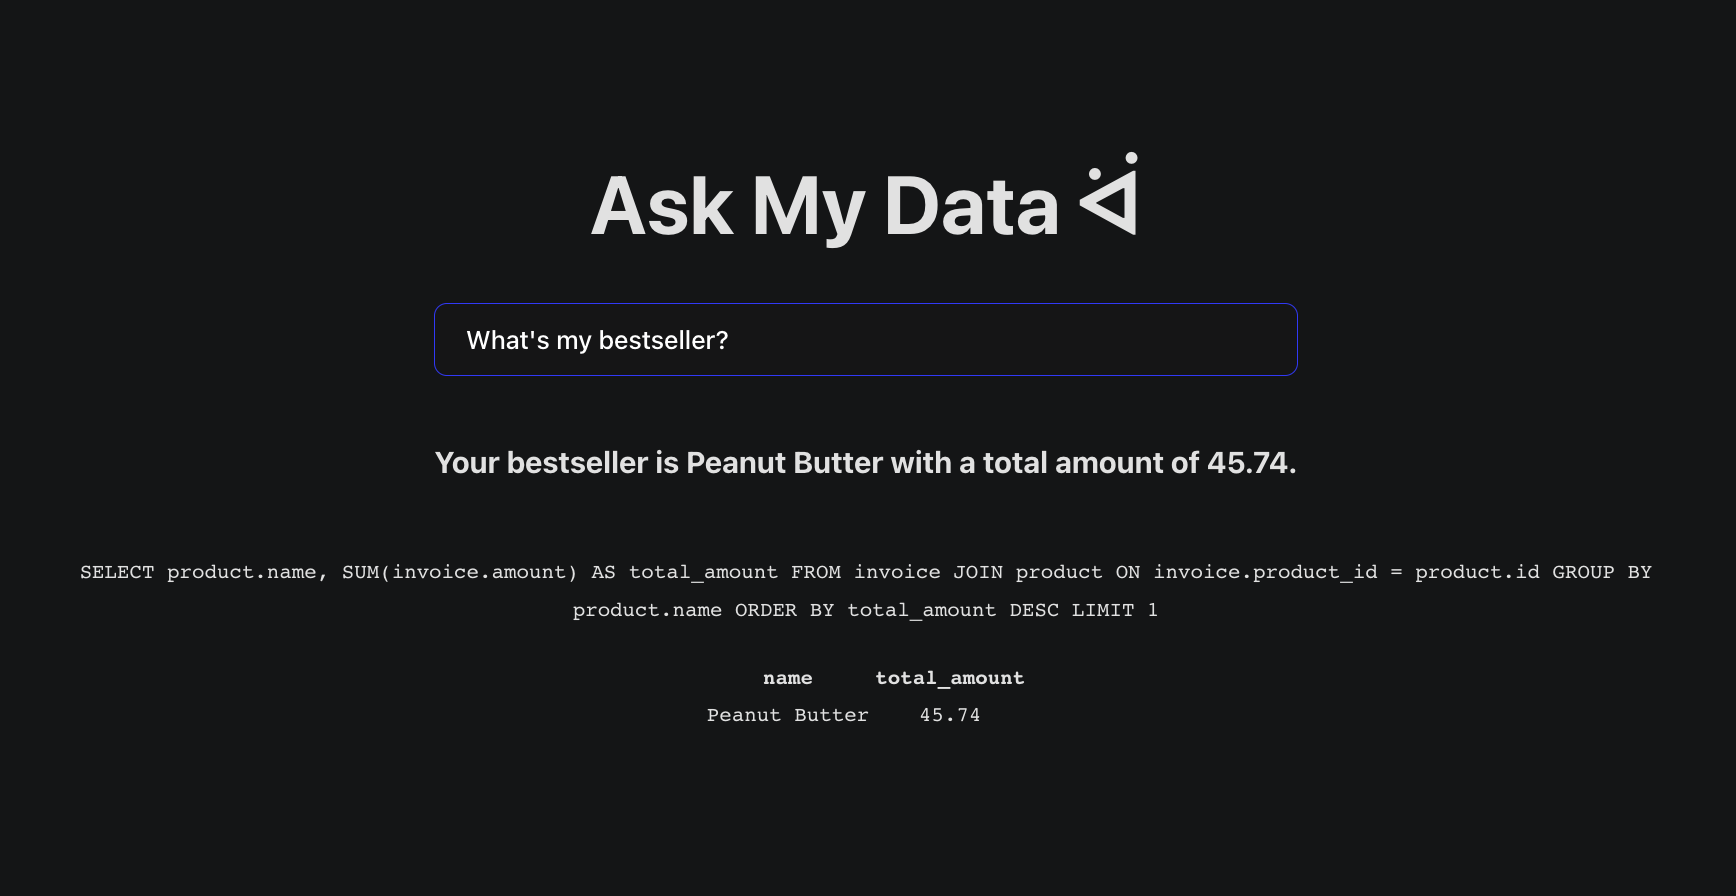 Ask My Data
What's my bestseller?
Your bestseller is Peanut Butter with a total amount of 45.74.
SELECT product.name, SUM(invoice.amount) AS total_amount FROM invoice JOIN product ON invoice.product_id = product.id GROUP BY
product.name ORDER BY total_amount DESC LIMIT 1
name total_amount
Peanut Butter 45.74